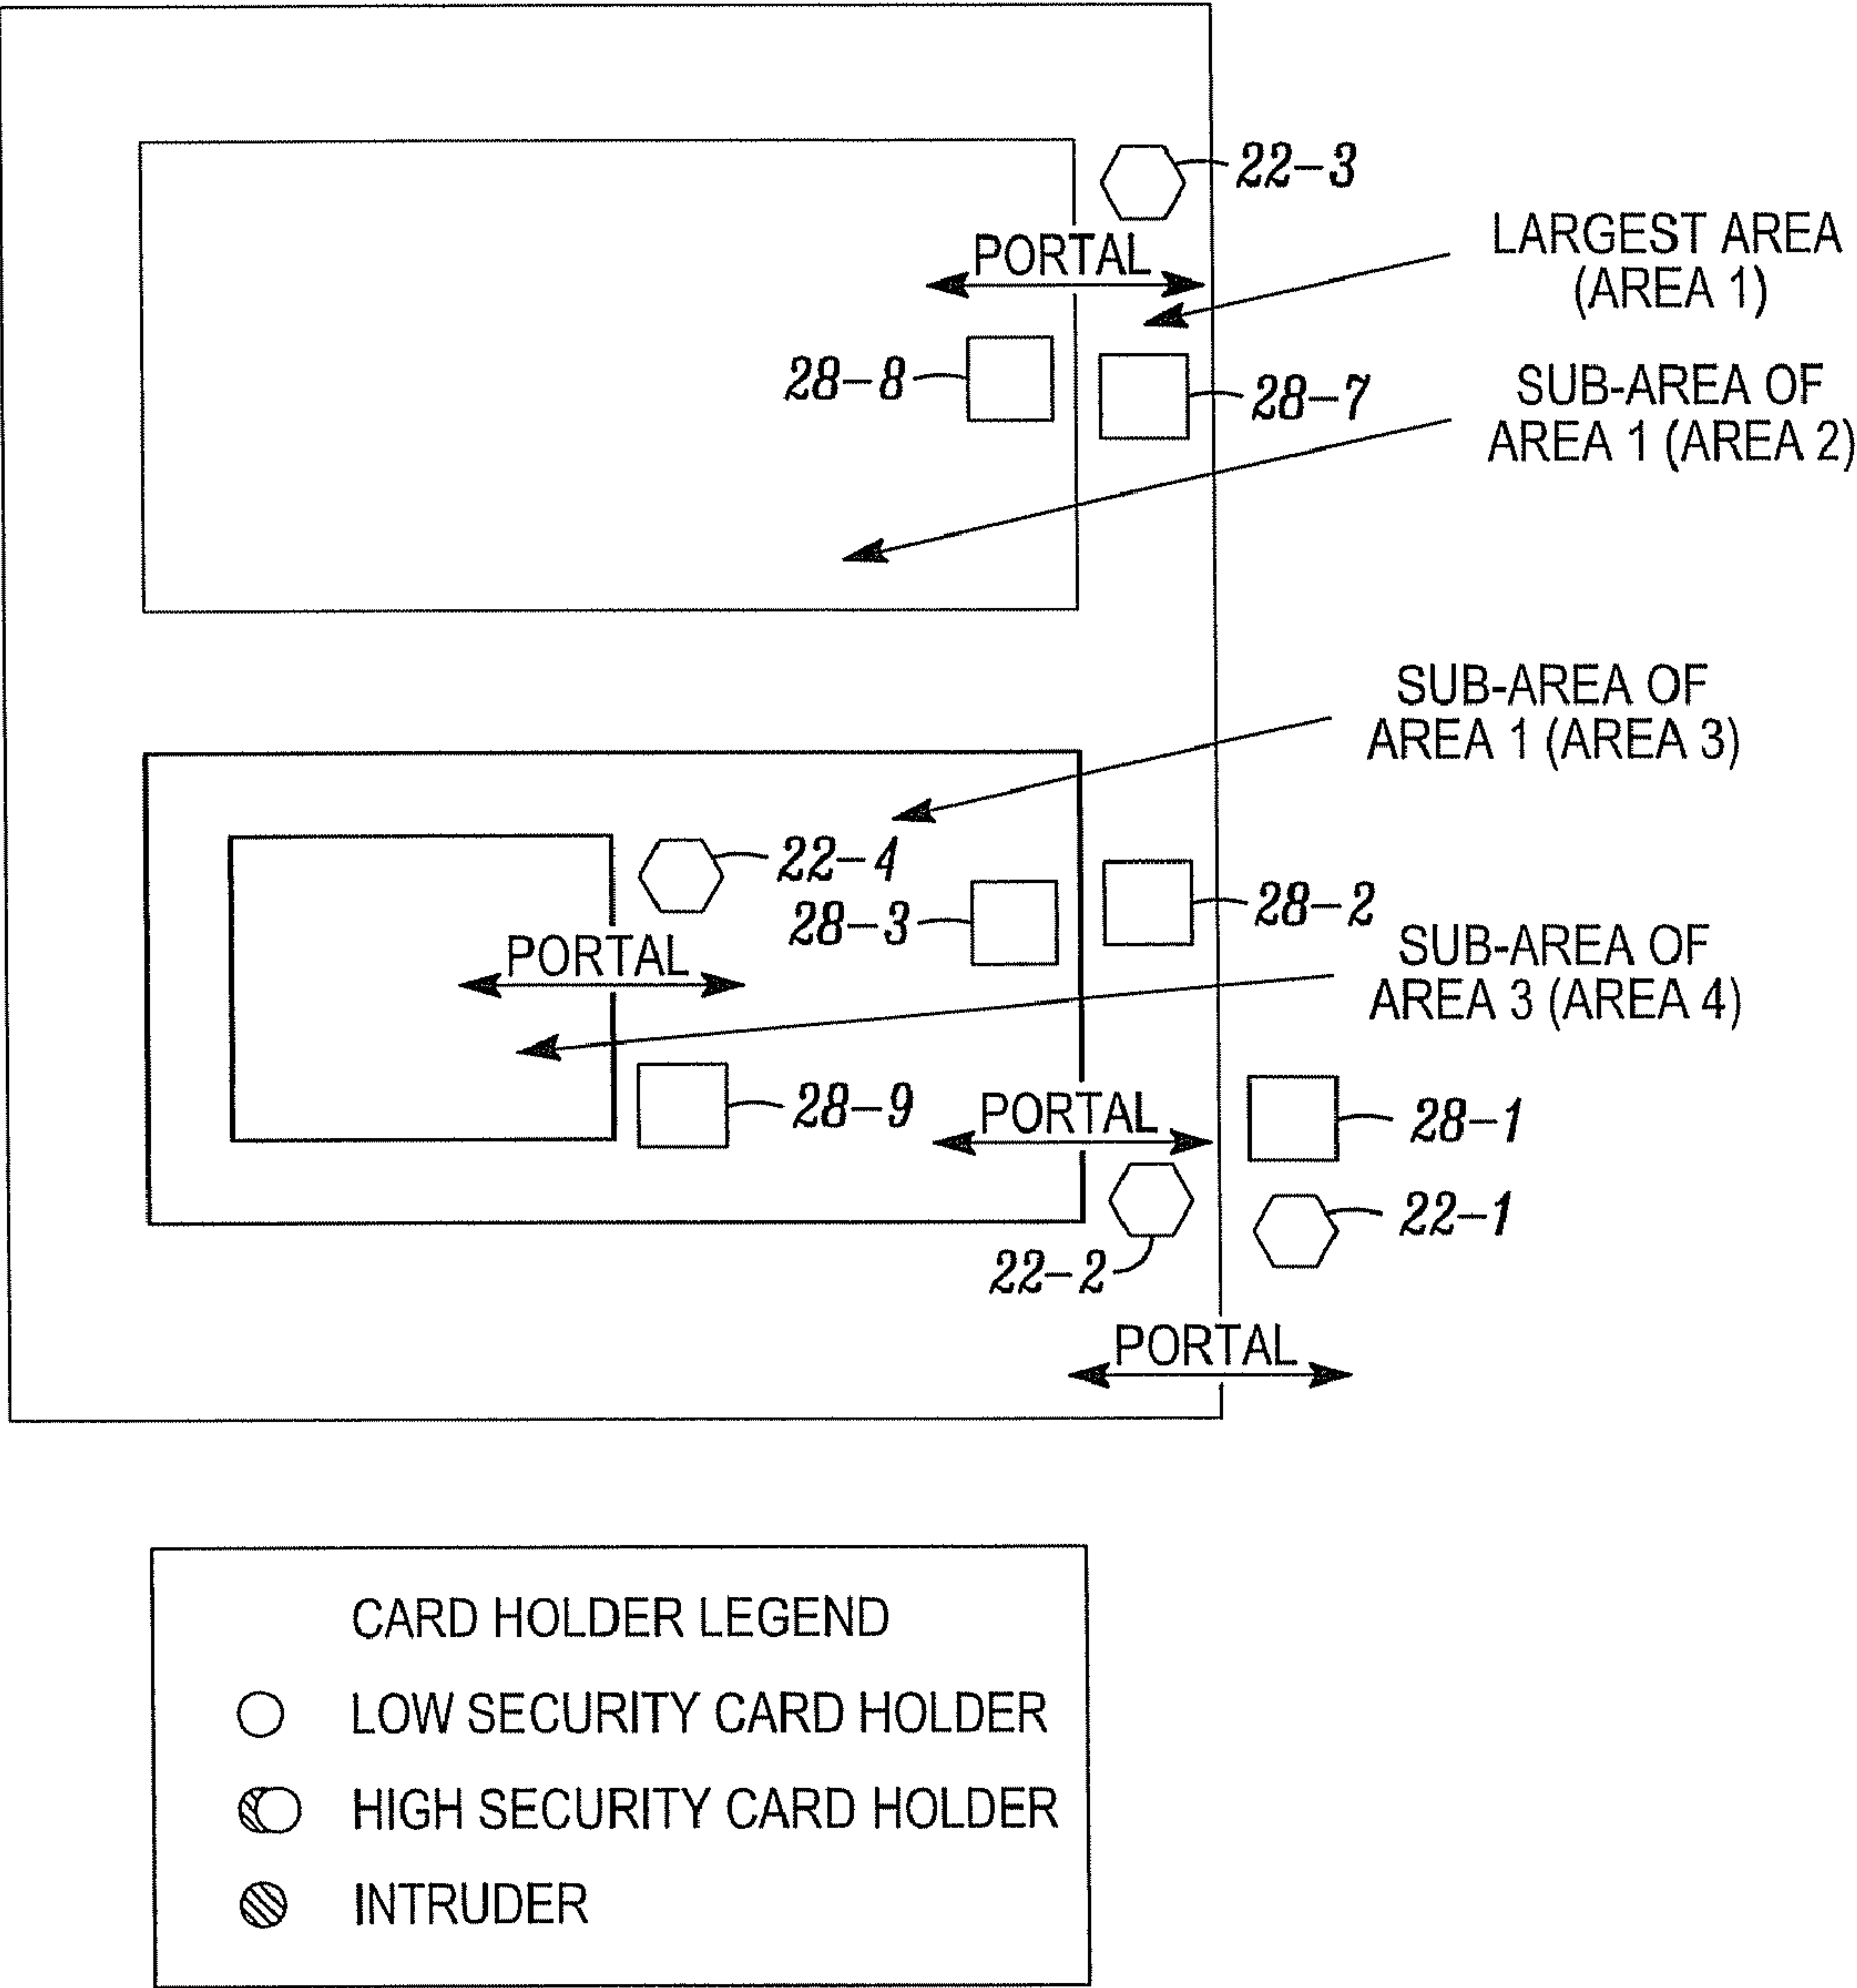 22-3
PORTAL
LARGEST AREA
(AREA 1)
28-8
28-7
SUB-AREA OF
AREA 1 (AREA 2)
SUB-AREA OF
AREA 1 (AREA 3)
22-4
28-3
28-2
PORTAL
SUB-AREA OF
AREA 3 (AREA 4)
28-9
PORTAL
28-1
22-1
22-2
PORTAL
CARD HOLDER LEGEND
LOW SECURITY CARD HOLDER
HIGH SECURITY CARD HOLDER
INTRUDER